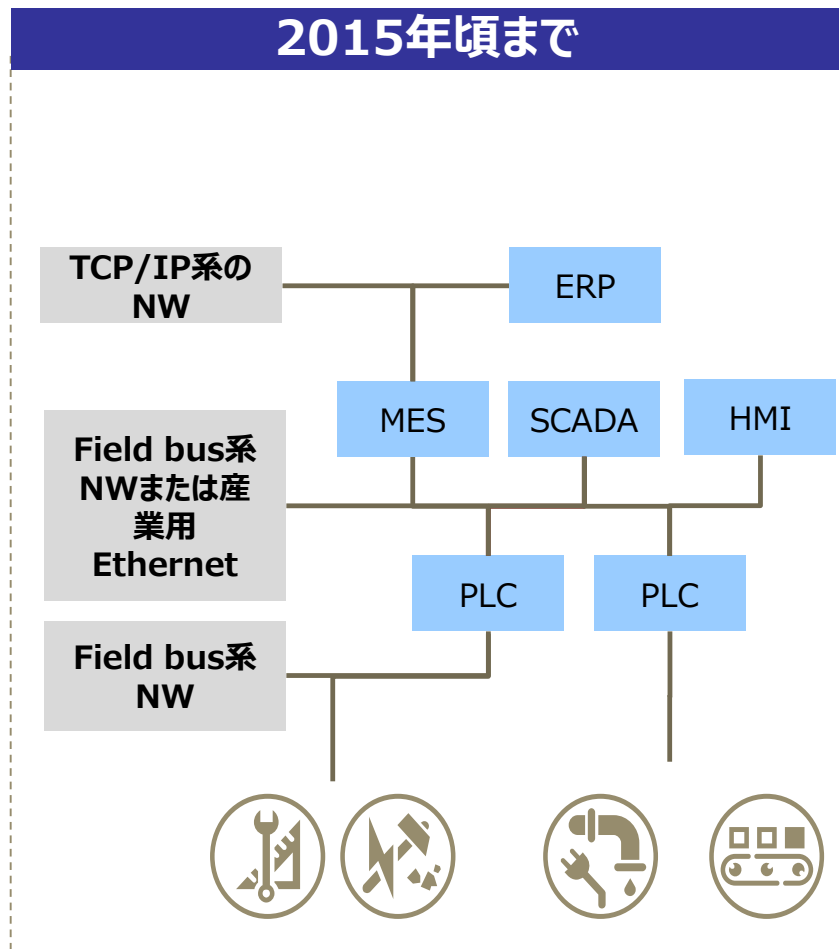 2015年頃まで
TCP/IP系の
NW
ERP
MES
SCADA
HMI
Field bus系
NWまたは産
業用
Ethernet
PLC
PLC
Field bus系
NW